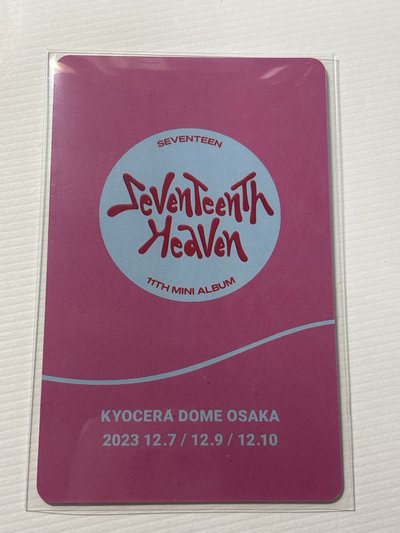 SEVENTEEN
SEVENTEENTH
HEAVEN
11TH MINI ALBUM
KYOCERA DOME OSAKA
2023 12.7 / 12.9 / 12.10